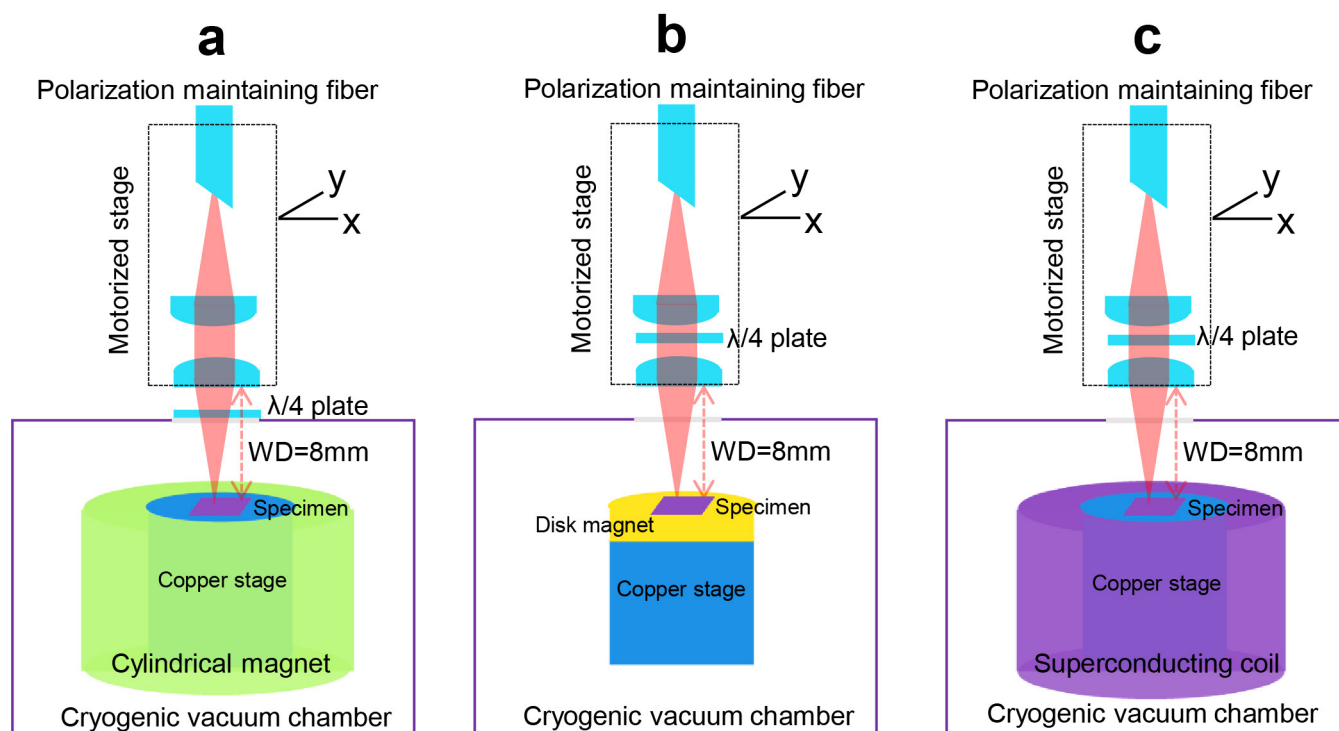 a
Polarization maintaining fiber
Motorized stage
y
x
λ/4 plate
WD=8mm
Specimen
Copper stage
Cylindrical magnet
Cryogenic vacuum chamber
b
Polarization maintaining fiber
Motorized stage
y
x
λ/4 plate
WD=8mm
Specimen
Disk magnet
Copper stage
Cryogenic vacuum chamber
c
Polarization maintaining fiber
Motorized stage
y
x
λ/4 plate
WD=8mm
Specimen
Copper stage
Superconducting coil
Cryogenic vacuum chamber